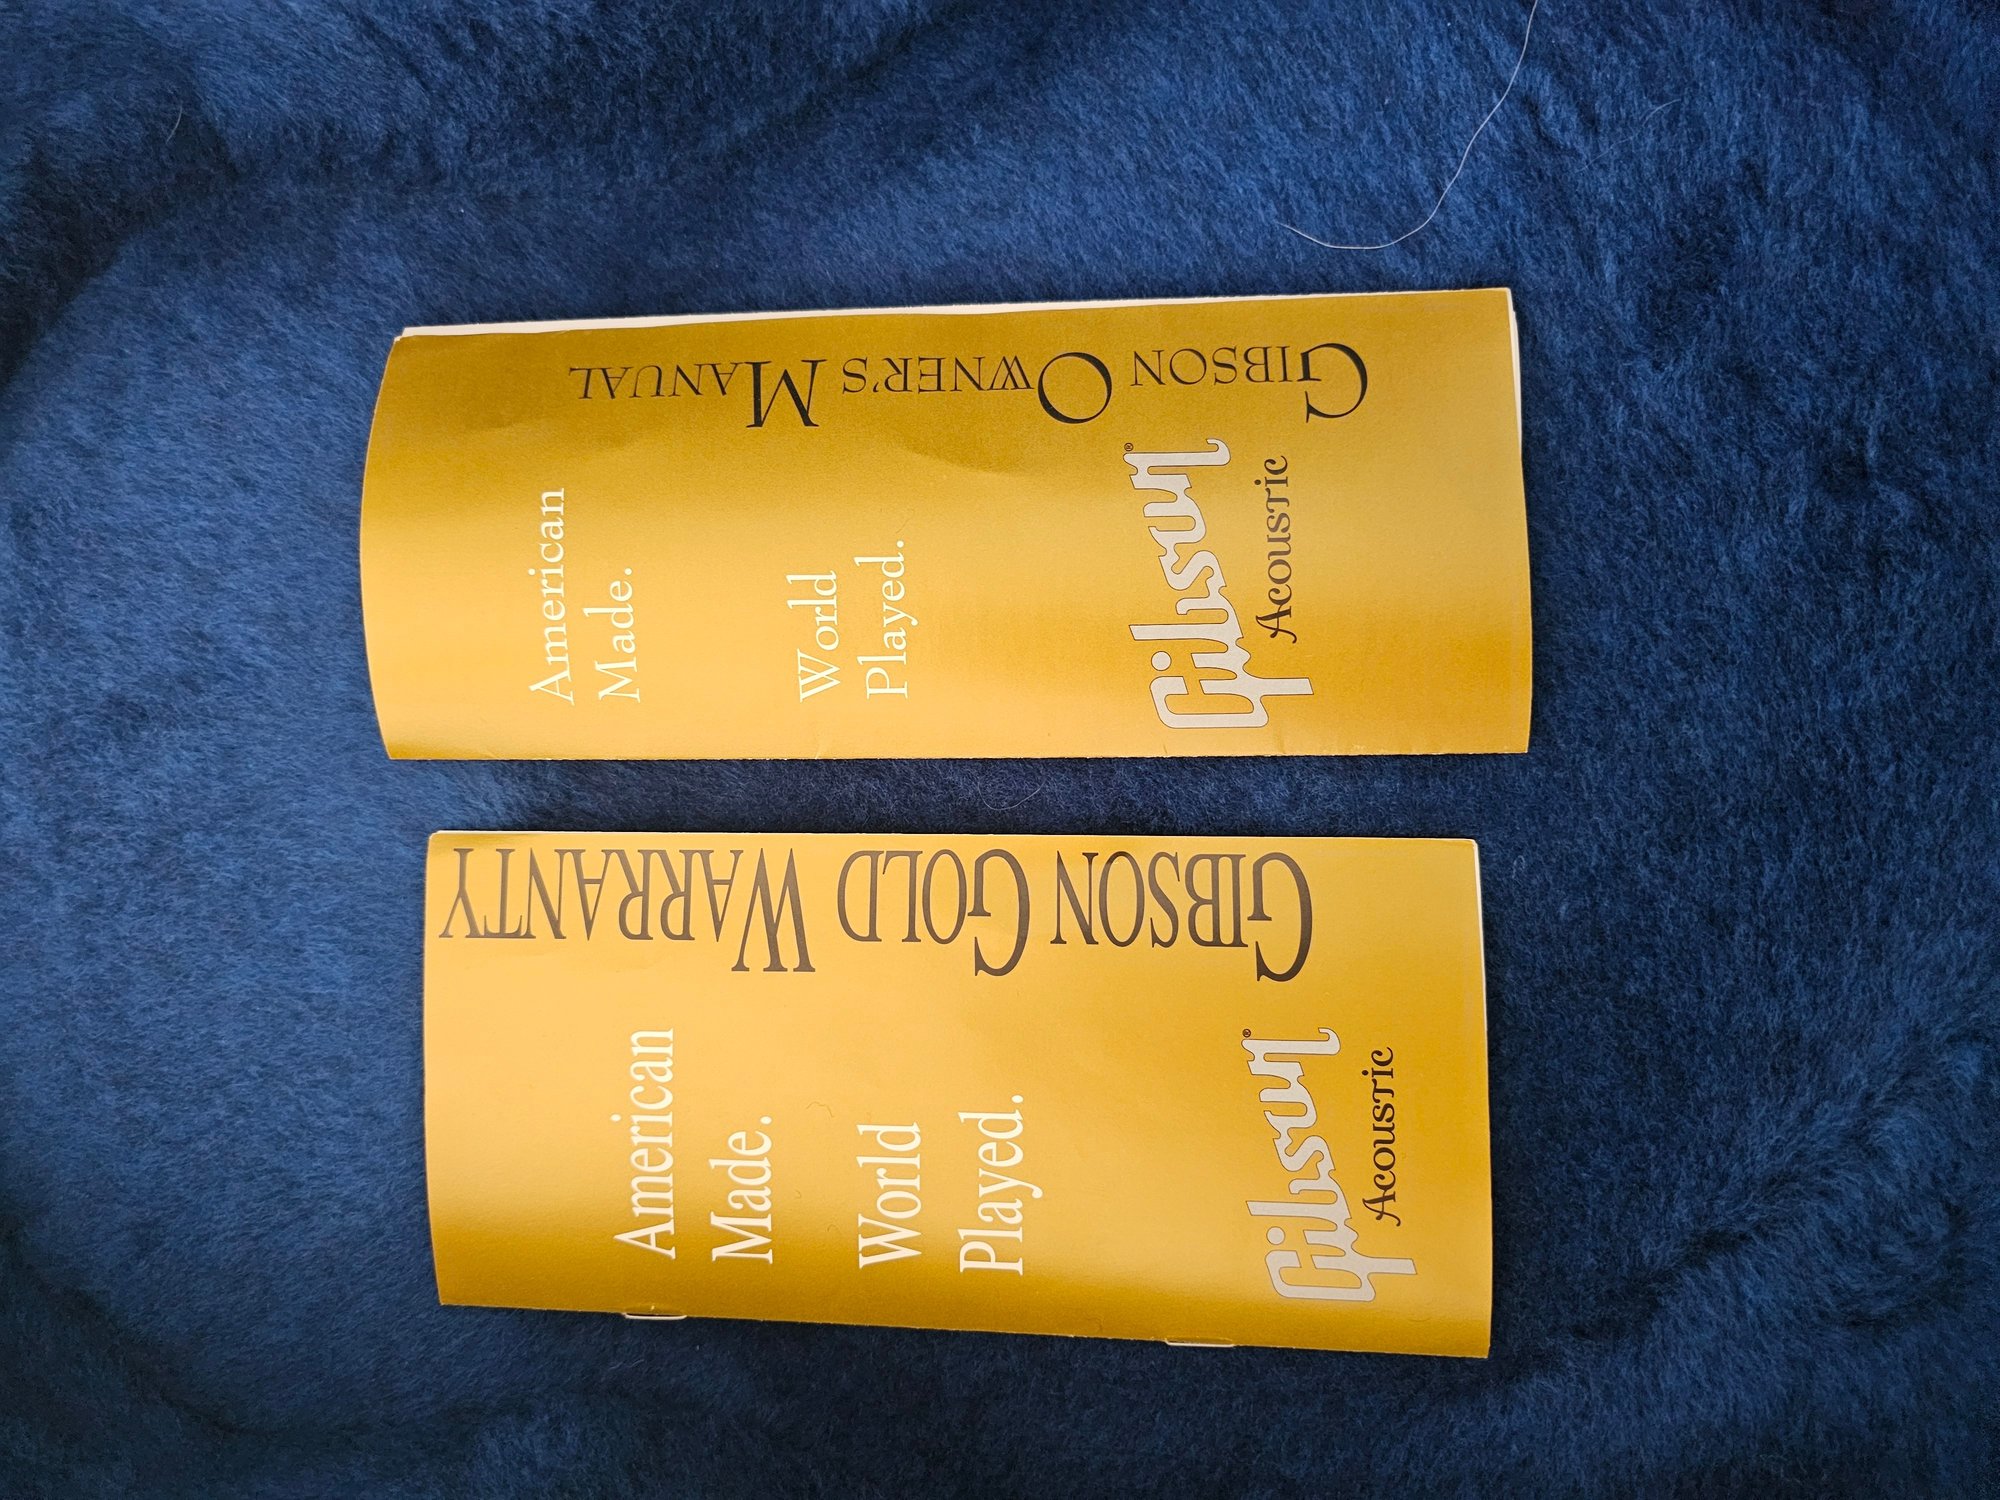 GIBSON OWNER'S MANUAL
American
Made.
World
Played.
Gibson®
Acoustic
GIBSON GOLD WARRANTY
American
Made.
World
Played.
Gibson®
Acoustic